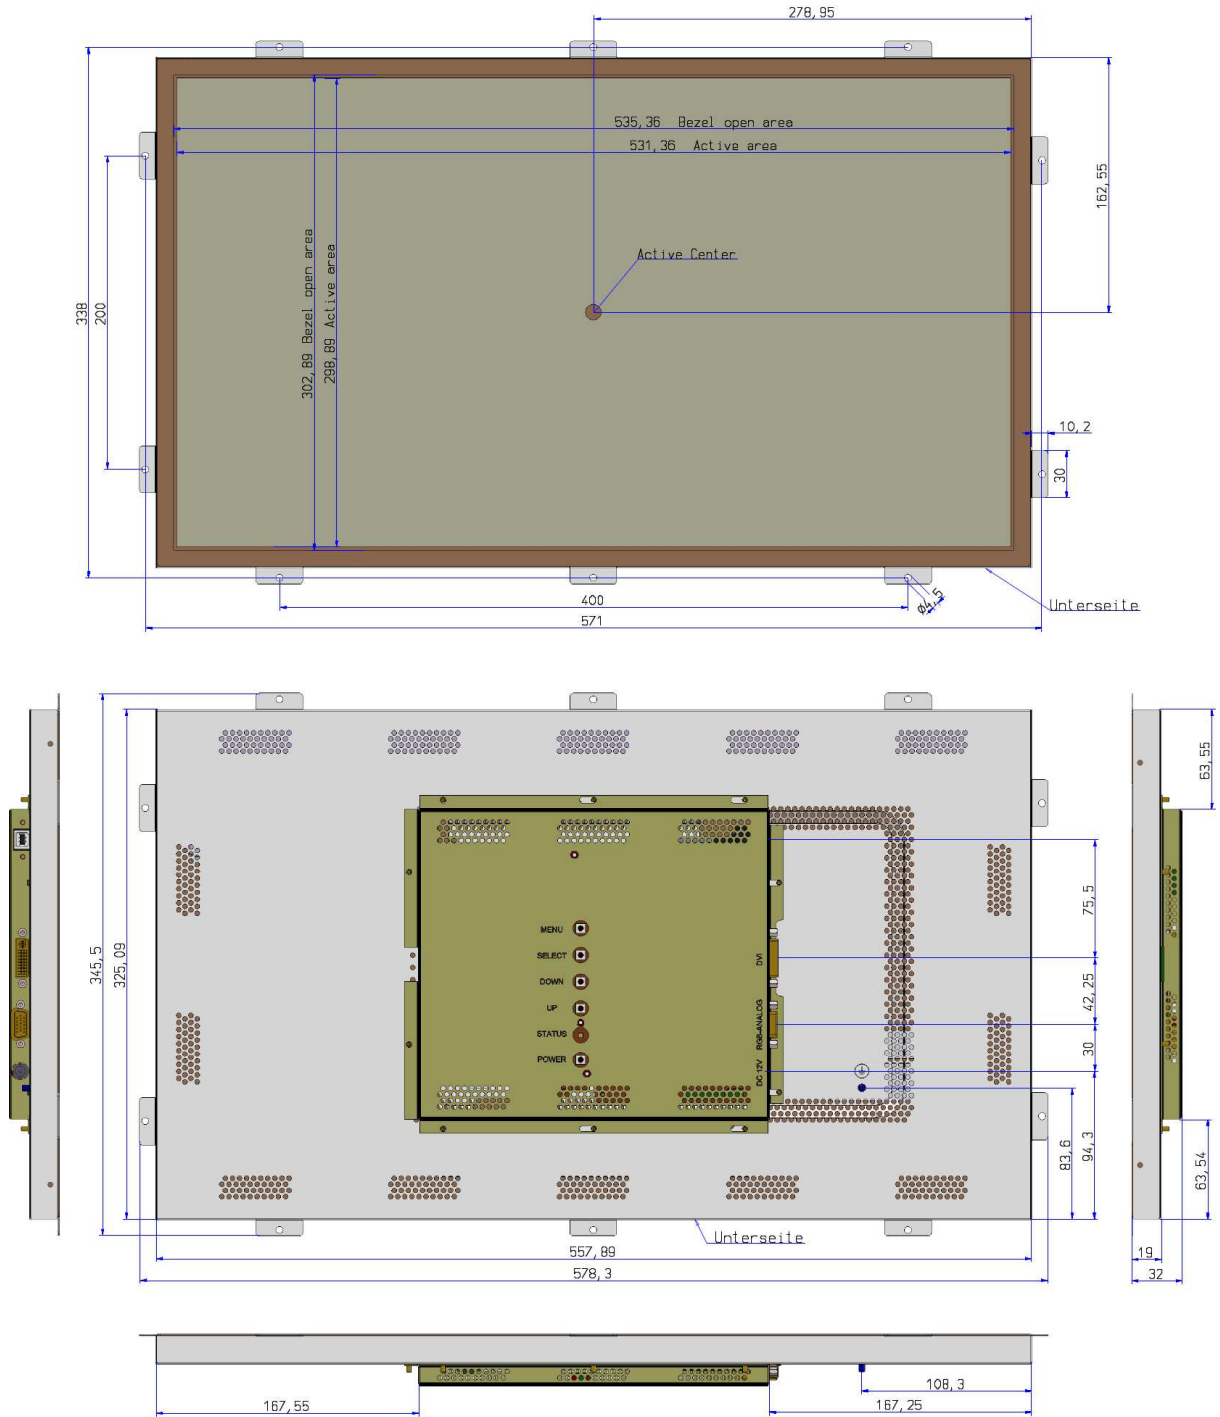 278,95
535,36 Bezel open area
531,36 Active area
162,55
Active Center
302,89 Bezel open area
298,89 Active area
338
200
10,2
30
400
ø4,5
571
Unterseite
63,55
345,5
325,09
MENU
SELECT
DOWN
UP
STATUS
POWER
DVI
RGB-ANALOG
DC 12V
75,5
42,25
30
83,6
94,3
63,54
Unterseite
557,89
578,3
19
32
108,3
167,55
167,25